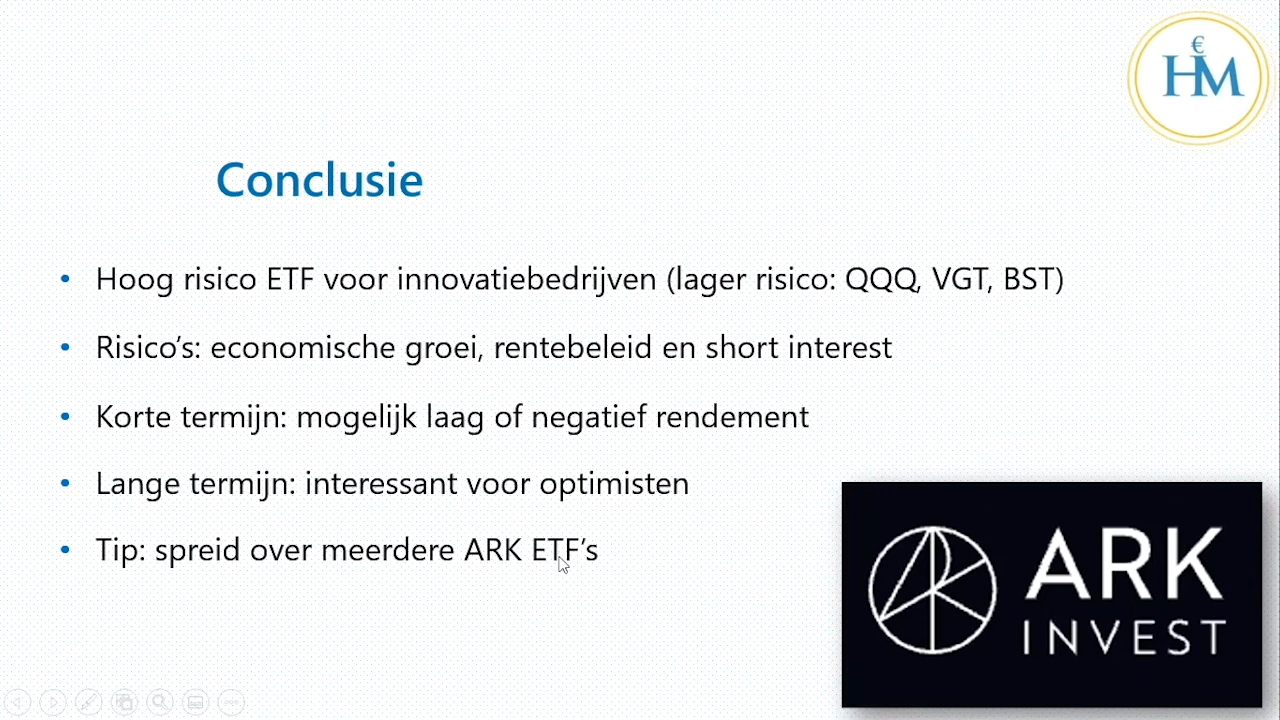 €
HM
Conclusie
• Hoog risico ETF voor innovatiebedrijven (lager risico: QQQ, VGT, BST)
• Risico’s: economische groei, rentebeleid en short interest
• Korte termijn: mogelijk laag of negatief rendement
• Lange termijn: interessant voor optimisten
• Tip: spreid over meerdere ARK ETF’s
ARK
INVEST